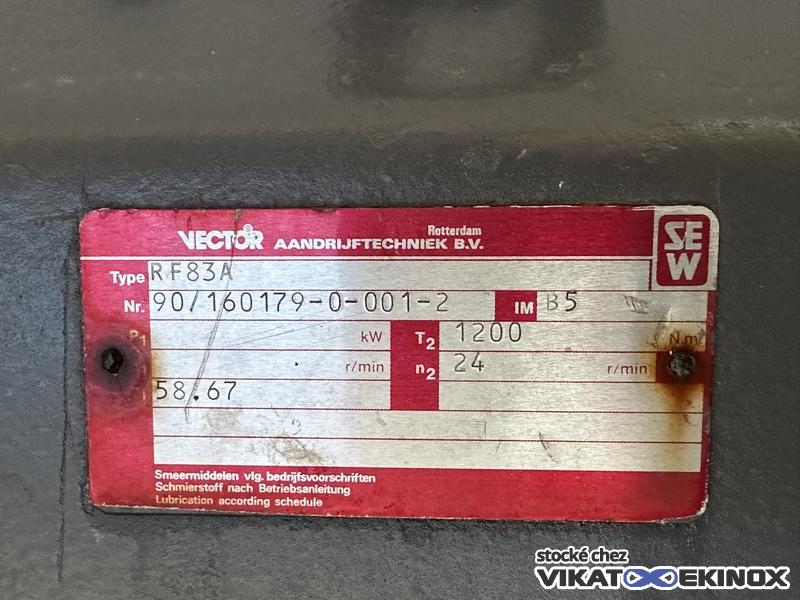 VECTOR Rotterdam
AANDRIJFTECHNIEK B.V.
SEW
Type RF83A
Nr. 90/160179-0-001-2 IM B5
P1 kW T2 1200 Nm
r/min n2 24 r/min
58.67
Smeermiddelen vlg. bedrijfsvoorschriften
Schmierstoff nach Betriebsanleitung
Lubrication according schedule
stocké chez
VIKATOO EKINOX